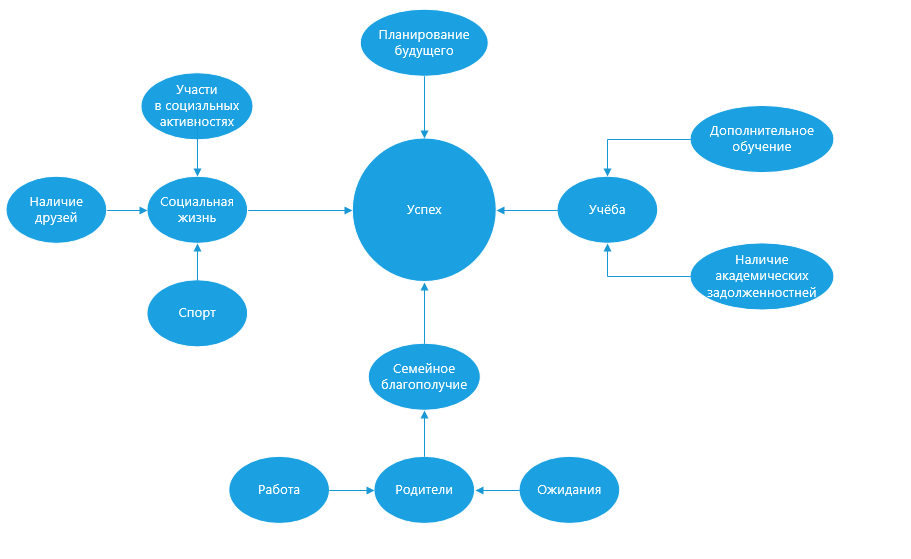 Планирование
будущего
Участи
в социальных
активностях
Дополнительное
обучение
Наличие
друзей
Социальная
жизнь
Успех
Учёба
Наличие
академических
задолженностней
Спорт
Семейное
благополучие
Работа
Родители
Ожидания